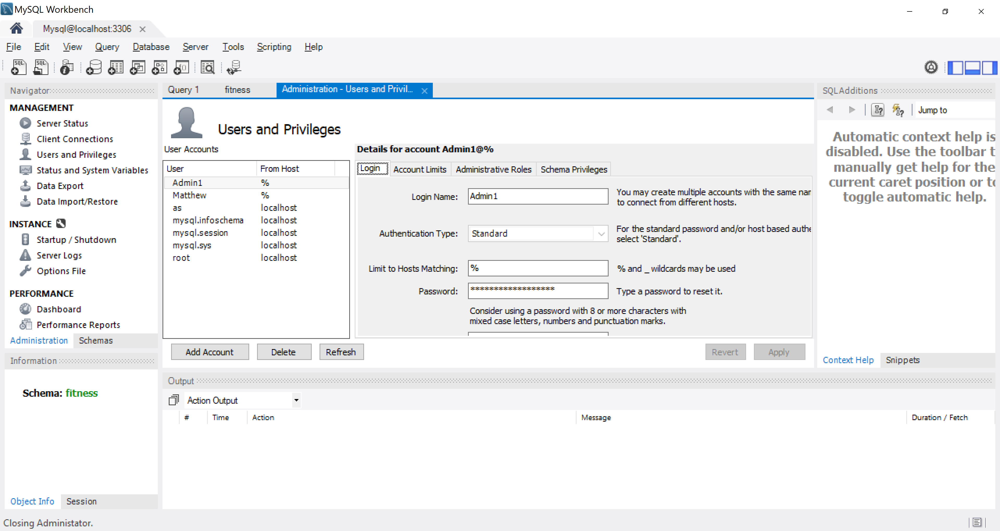 MySQL Workbench
Mysql@localhost:3306
File Edit View Query Database Server Tools Scripting Help
Navigator
MANAGEMENT
Server Status
Client Connections
Users and Privileges
Status and System Variables
Data Export
Data Import/Restore
INSTANCE
Startup / Shutdown
Server Logs
Options File
PERFORMANCE
Dashboard
Performance Reports
Administration Schemas
Information
Schema: fitness
Object Info Session
Query 1 fitness Administration - Users and Privil...
Users and Privileges
User Accounts
User From Host
Admin1 %
Matthew %
as localhost
mysql.infoschema localhost
mysql.session localhost
mysql.sys localhost
root localhost
Add Account Delete Refresh
Details for account Admin1@%
Login Account Limits Administrative Roles Schema Privileges
Login Name: Admin1
You may create multiple accounts with the same nar
to connect from different hosts.
Authentication Type: Standard
For the standard password and/or host based authe
select 'Standard'.
Limit to Hosts Matching: % % and _ wildcards may be used
Password: ****************** Type a password to reset it.
Consider using a password with 8 or more characters with
mixed case letters, numbers and punctuation marks.
Revert Apply
SQLAdditions
Jump to
Automatic context help is
disabled. Use the toolbar t
manually get help for the
current caret position or to
toggle automatic help.
Context Help Snippets
Output
Action Output
# Time Action Message Duration / Fetch
Closing Administator.